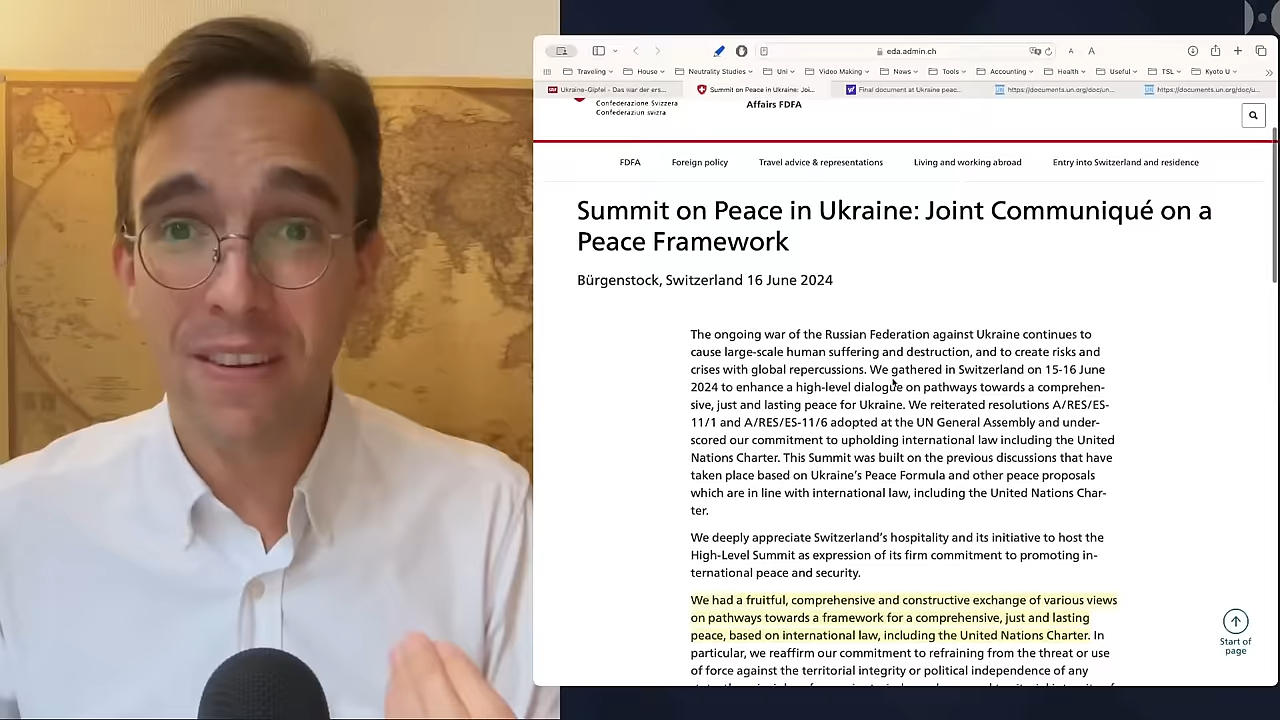 eda.admin.ch
A A
Traveling House Neutrality Studies Uni Video Making News Tools Accounting Health Useful TSL Kyoto U
Ukraine-Gipfel – Das war der ers... Summit on Peace in Ukraine: Joi... Final document at Ukraine peac... https://documents.un.org/doc/un... https://documents.un.org/doc/u...
Confederazione Svizzera
Confederaziun svizra
Affairs FDFA
FDFA Foreign policy Travel advice & representations Living and working abroad Entry into Switzerland and residence
Summit on Peace in Ukraine: Joint Communiqué on a
Peace Framework
Bürgenstock, Switzerland 16 June 2024
The ongoing war of the Russian Federation against Ukraine continues to
cause large-scale human suffering and destruction, and to create risks and
crises with global repercussions. We gathered in Switzerland on 15-16 June
2024 to enhance a high-level dialogue on pathways towards a comprehen-
sive, just and lasting peace for Ukraine. We reiterated resolutions A/RES/ES-
11/1 and A/RES/ES-11/6 adopted at the UN General Assembly and under-
scored our commitment to upholding international law including the United
Nations Charter. This Summit was built on the previous discussions that have
taken place based on Ukraine's Peace Formula and other peace proposals
which are in line with international law, including the United Nations Char-
ter.
We deeply appreciate Switzerland's hospitality and its initiative to host the
High-Level Summit as expression of its firm commitment to promoting in-
ternational peace and security.
We had a fruitful, comprehensive and constructive exchange of various views
on pathways towards a framework for a comprehensive, just and lasting
peace, based on international law, including the United Nations Charter. In
particular, we reaffirm our commitment to refraining from the threat or use
of force against the territorial integrity or political independence of any
Start of
page